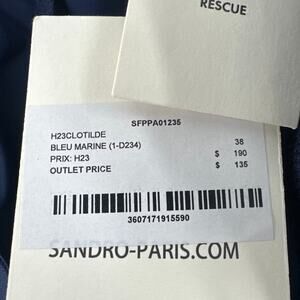 RESCUE
SFPPA01235
H23CLOTILDE
BLEU MARINE (1-D234) 38
PRIX: H23 $ 190
OUTLET PRICE $ 135
3607171915590
SANDRO-PARIS.COM